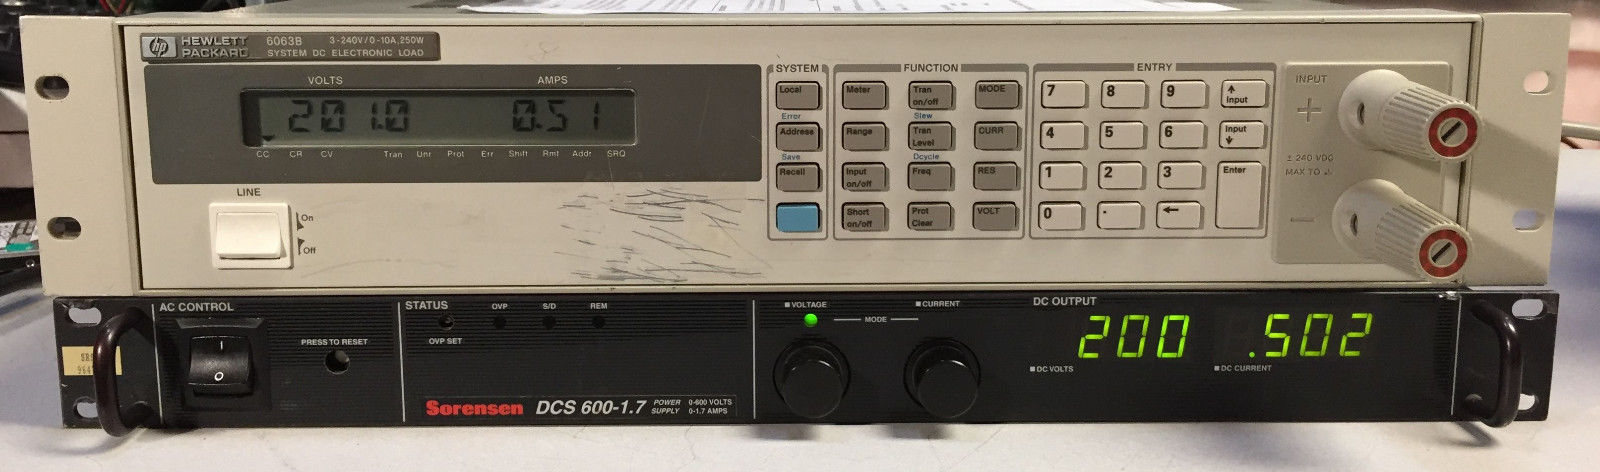 hp HEWLETT PACKARD
6063B 3-240V/0-10A,250W
SYSTEM DC ELECTRONIC LOAD
VOLTS AMPS
201.0 0.51
CC CR CV Tran Unr Prot Err Shift Rmt Addr SRQ
LINE
On
Off
SYSTEM
Local
Error
Address
Save
Recall
FUNCTION
Meter Tran on/off MODE
Slew
Range Tran Level CURR
Dcycle
Input on/off Freq RES
Short on/off Prot Clear VOLT
ENTRY
7 8 9 ↑ Input
4 5 6 Input ↓
1 2 3 Enter
0 . ←
INPUT
+
± 240 VDC
MAX TO
−
AC CONTROL
I
O
PRESS TO RESET
STATUS OVP S/D REM
OVP SET
Sorensen DCS 600-1.7 POWER SUPPLY 0-600 VOLTS 0-1.7 AMPS
VOLTAGE CURRENT
MODE
DC OUTPUT
200 .502
DC VOLTS DC CURRENT